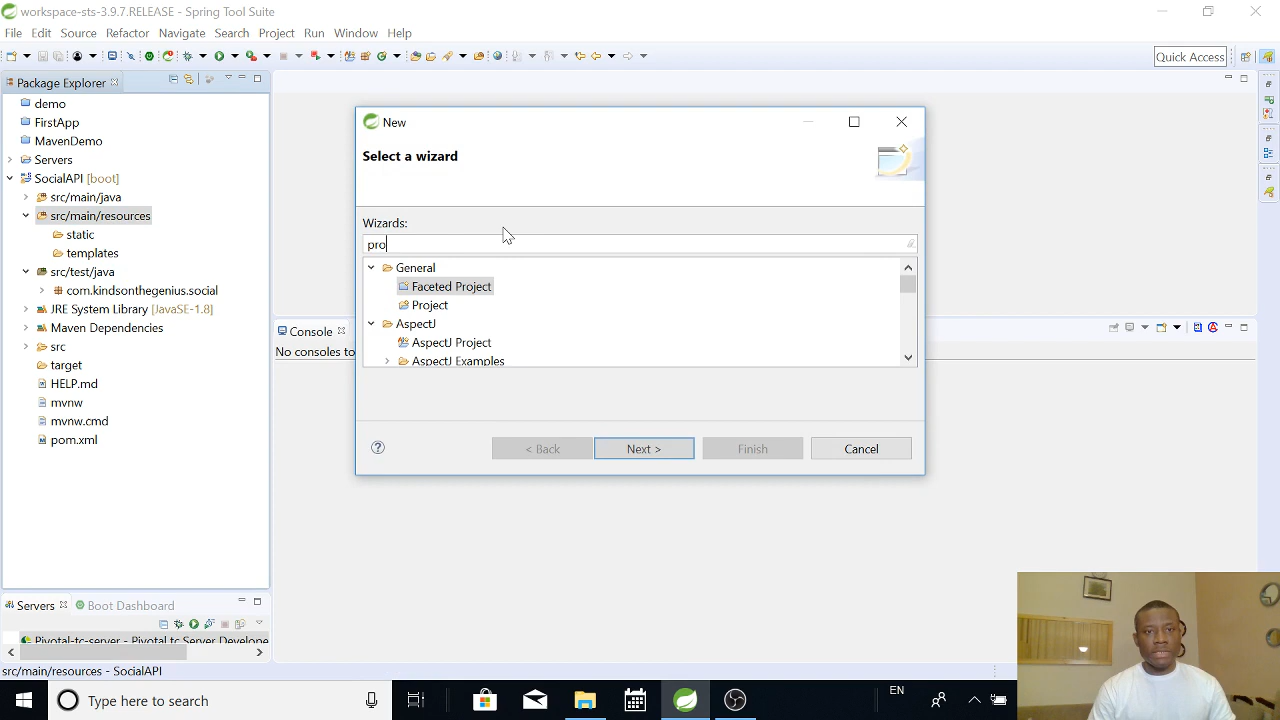 workspace-sts-3.9.7.RELEASE - Spring Tool Suite
File Edit Source Refactor Navigate Search Project Run Window Help
Quick Access
Package Explorer
demo
FirstApp
MavenDemo
Servers
SocialAPI [boot]
src/main/java
src/main/resources
static
templates
src/test/java
com.kindsonthegenius.social
JRE System Library [JavaSE-1.8]
Maven Dependencies
src
target
HELP.md
mvnw
mvnw.cmd
pom.xml
New
Select a wizard
Wizards:
pro
General
Faceted Project
Project
AspectJ
AspectJ Project
AspectJ Examples
< Back Next > Finish Cancel
Console
No consoles to
Servers Boot Dashboard
Pivotal tc Server Develope
src/main/resources - SocialAPI
Type here to search
EN